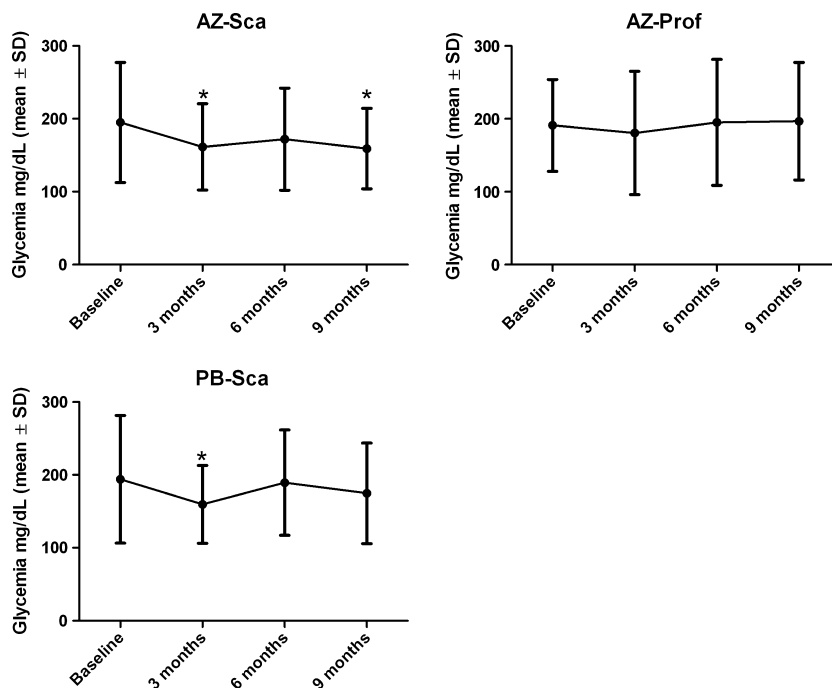 AZ-Sca
Glycemia mg/dL (mean ± SD)
300
200
100
0
*
*
Baseline
3 months
6 months
9 months
AZ-Prof
Glycemia mg/dL (mean ± SD)
300
200
100
0
Baseline
3 months
6 months
9 months
PB-Sca
Glycemia mg/dL (mean ± SD)
300
200
100
0
*
Baseline
3 months
6 months
9 months